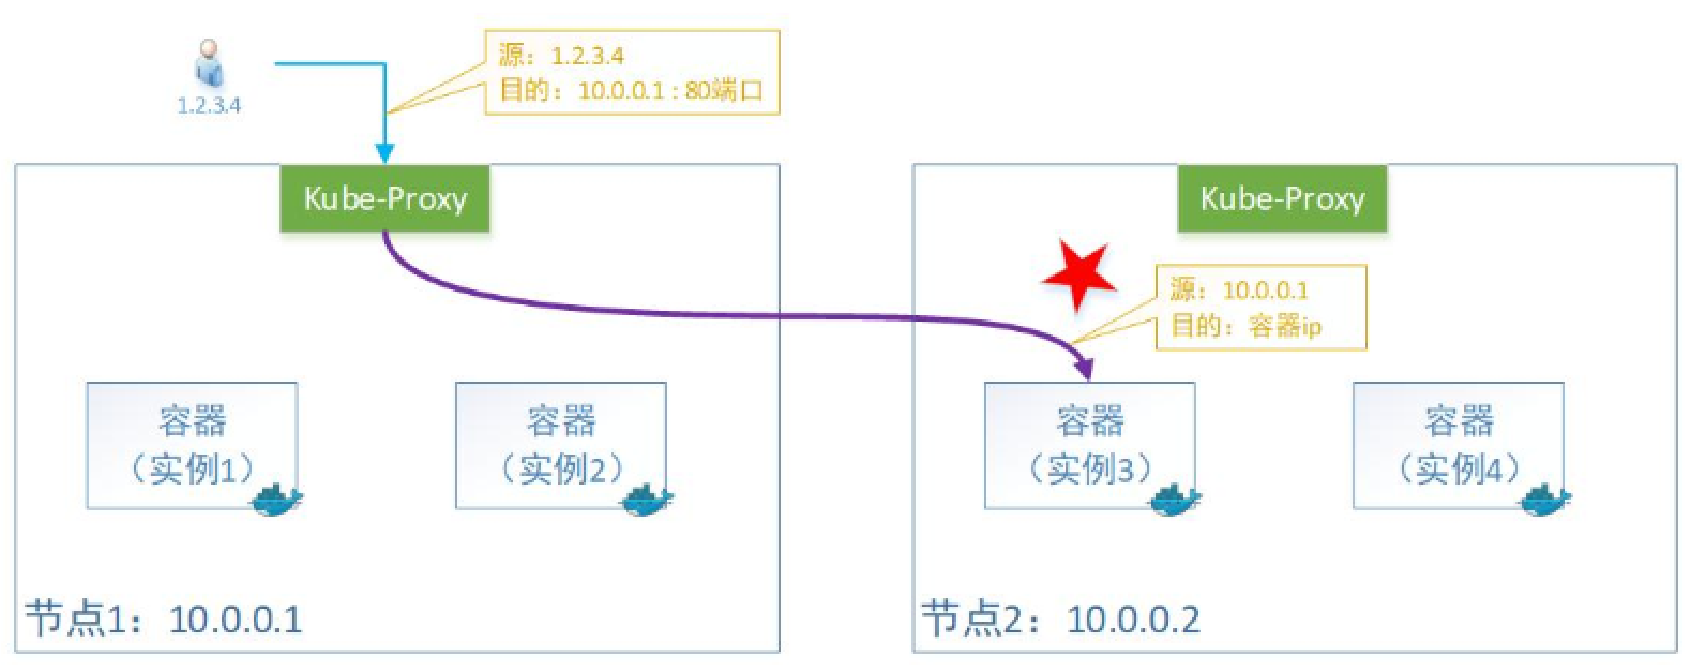 1.2.3.4
源：1.2.3.4
目的：10.0.0.1 : 80端口
Kube-Proxy
Kube-Proxy
源：10.0.0.1
目的：容器ip
容器
（实例1）
容器
（实例2）
容器
（实例3）
容器
（实例4）
节点1：10.0.0.1
节点2：10.0.0.2